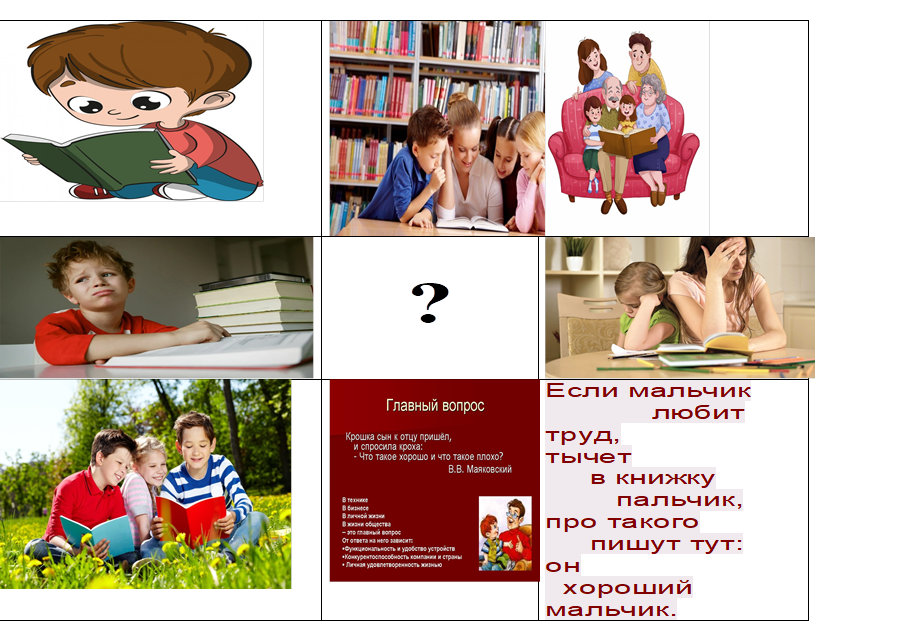 ?
Главный вопрос
Крошка сын к отцу пришёл,
и спросила кроха:
- Что такое хорошо и что такое плохо?
В.В. Маяковский
В технике
В бизнесе
В личной жизни
В жизни общества
– это главный вопрос
От ответа на него зависит:
•Функциональность и удобство устройств
•Конкурентоспособность компании и страны
• Личная удовлетворенность жизнью
Если мальчик
любит
труд,
тычет
в книжку
пальчик,
про такого
пишут тут:
он
хороший
мальчик.